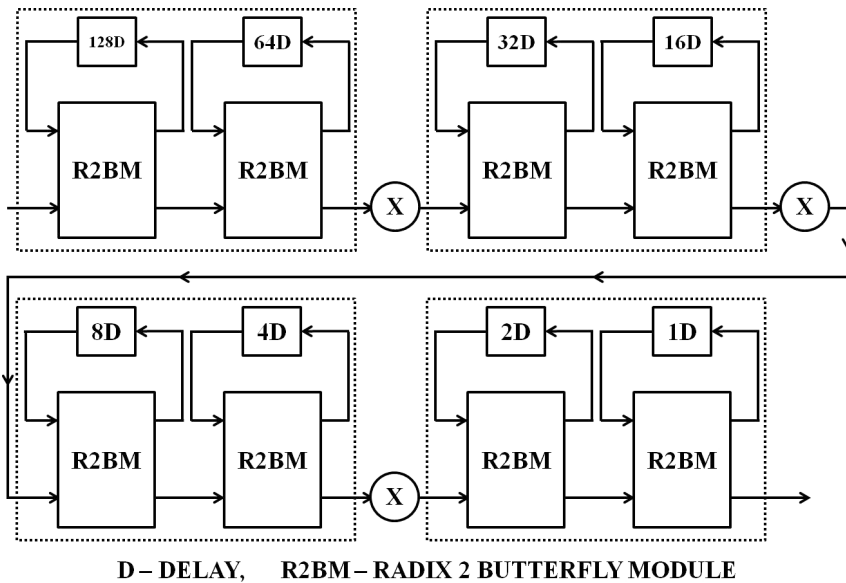 128D 64D 32D 16D
R2BM R2BM X R2BM R2BM X
8D 4D 2D 1D
R2BM R2BM X R2BM R2BM
D – DELAY, R2BM – RADIX 2 BUTTERFLY MODULE